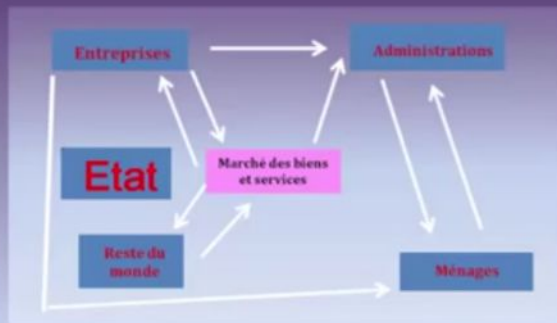 Entreprises
Administrations
Marché des biens
et services
Etat
Reste du
monde
Ménages